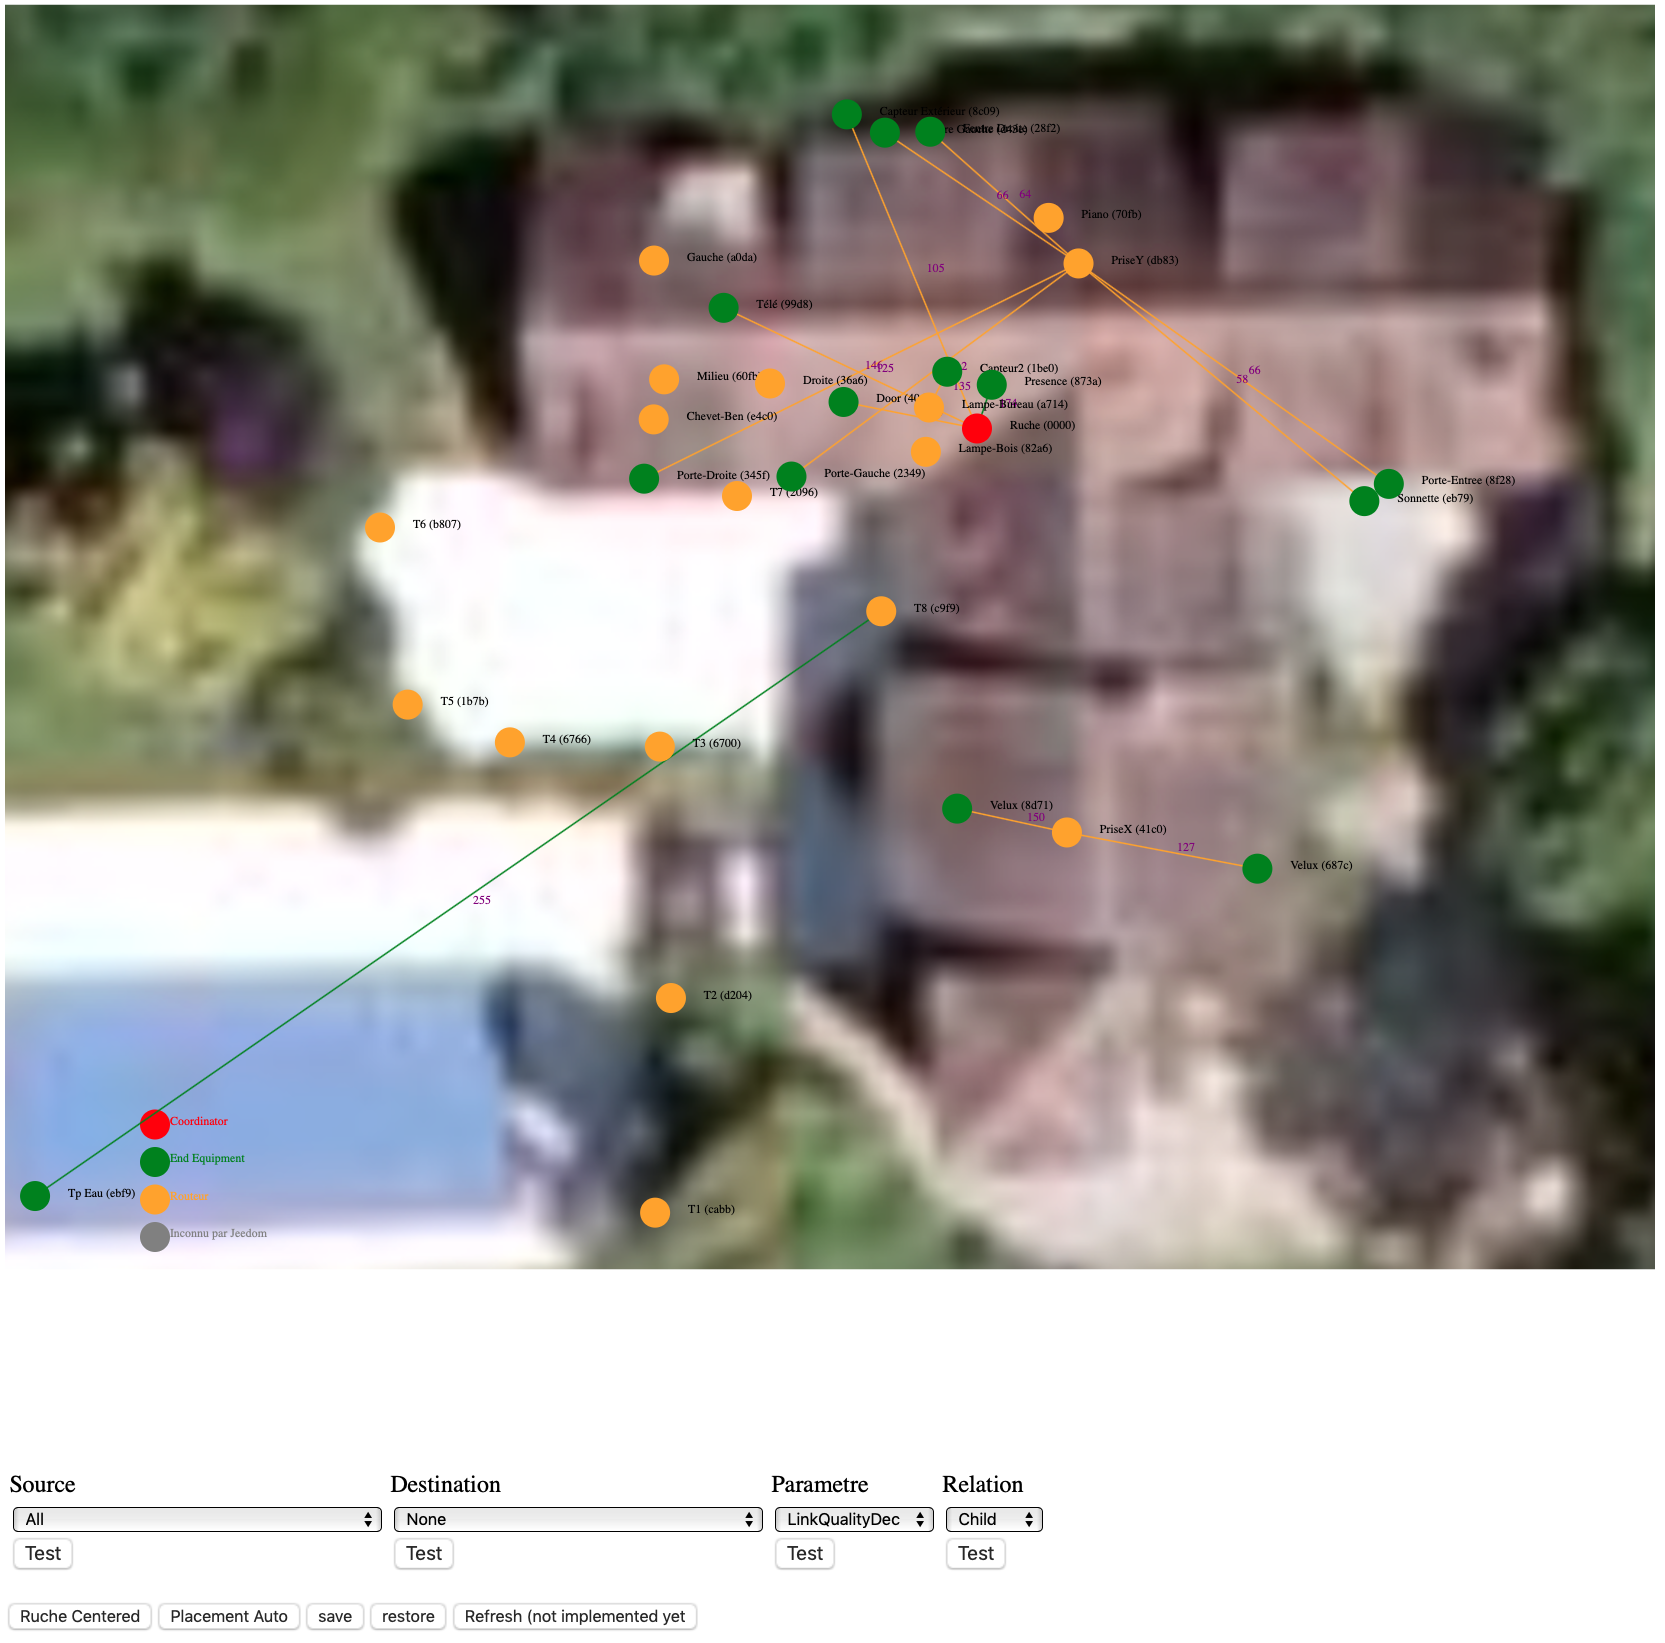 Capteur Exterieur (8c09)
(28f2)
66 64
Piano (70fb)
Gauche (a0da)
PriseY (db83)
105
Télé (99d8)
146
125
2
Capteur2 (1be0)
66
58
Milieu (60fb
Droite (36a6)
135
Presence (873a)
Door (40
Lampe-Bureau (a714)
Chevet-Ben (e4c0)
Ruche (0000)
Lampe-Bois (82a6)
Porte-Droite (345f)
Porte-Gauche (2349)
Porte-Entree (8f28)
T7 (2096)
Sonnette (eb79)
T6 (b807)
T8 (c9f9)
T5 (1b7b)
T4 (6766)
T3 (6700)
Velux (8d71)
150
PriseX (41c0)
127
Velux (687c)
255
T2 (d204)
Coordinator
End Equipment
Tp Eau (ebf9)
T1 (cabb)
Inconnu par Jeedom
Source Destination Parametre Relation
All None LinkQualityDec Child
Test Test Test Test
Ruche Centered Placement Auto save restore Refresh (not implemented yet